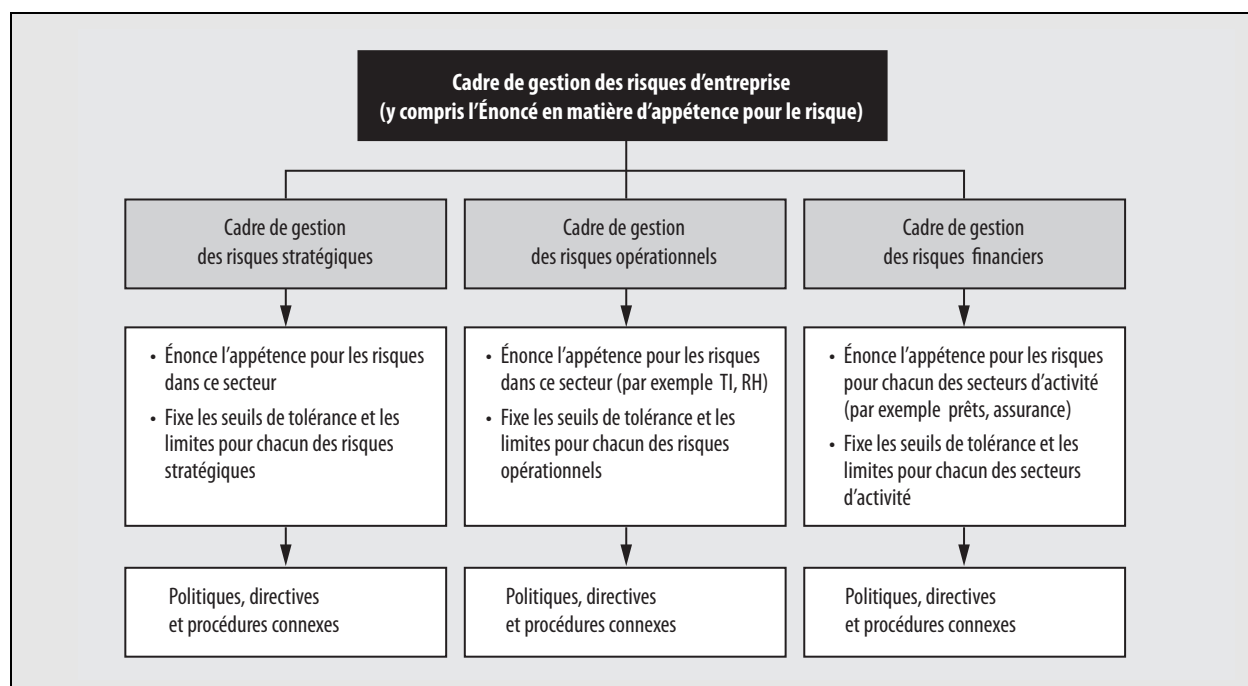 Cadre de gestion des risques d'entreprise
(y compris l'Énoncé en matière d'appétence pour le risque)
Cadre de gestion
des risques stratégiques
Cadre de gestion
des risques opérationnels
Cadre de gestion
des risques financiers
• Énonce l'appétence pour les risques
dans ce secteur
• Fixe les seuils de tolérance et les
limites pour chacun des risques
stratégiques
• Énonce l'appétence pour les risques
dans ce secteur (par exemple TI, RH)
• Fixe les seuils de tolérance et les
limites pour chacun des risques
opérationnels
• Énonce l'appétence pour les risques
pour chacun des secteurs d'activité
(par exemple prêts, assurance)
• Fixe les seuils de tolérance et les
limites pour chacun des secteurs
d'activité
Politiques, directives
et procédures connexes
Politiques, directives
et procédures connexes
Politiques, directives
et procédures connexes